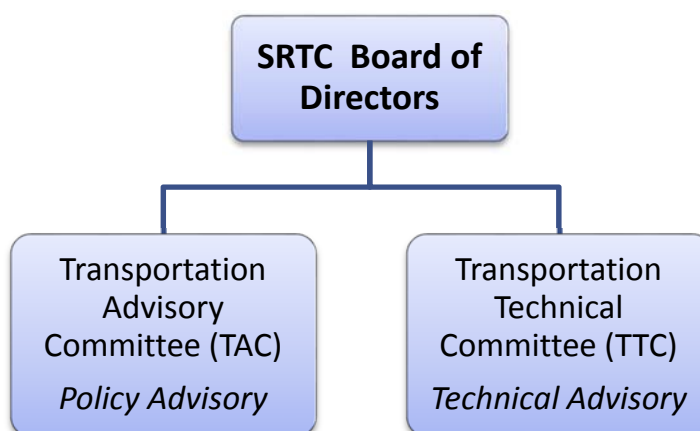 SRTC Board of
Directors
Transportation
Advisory
Committee (TAC)
Policy Advisory
Transportation
Technical
Committee (TTC)
Technical Advisory